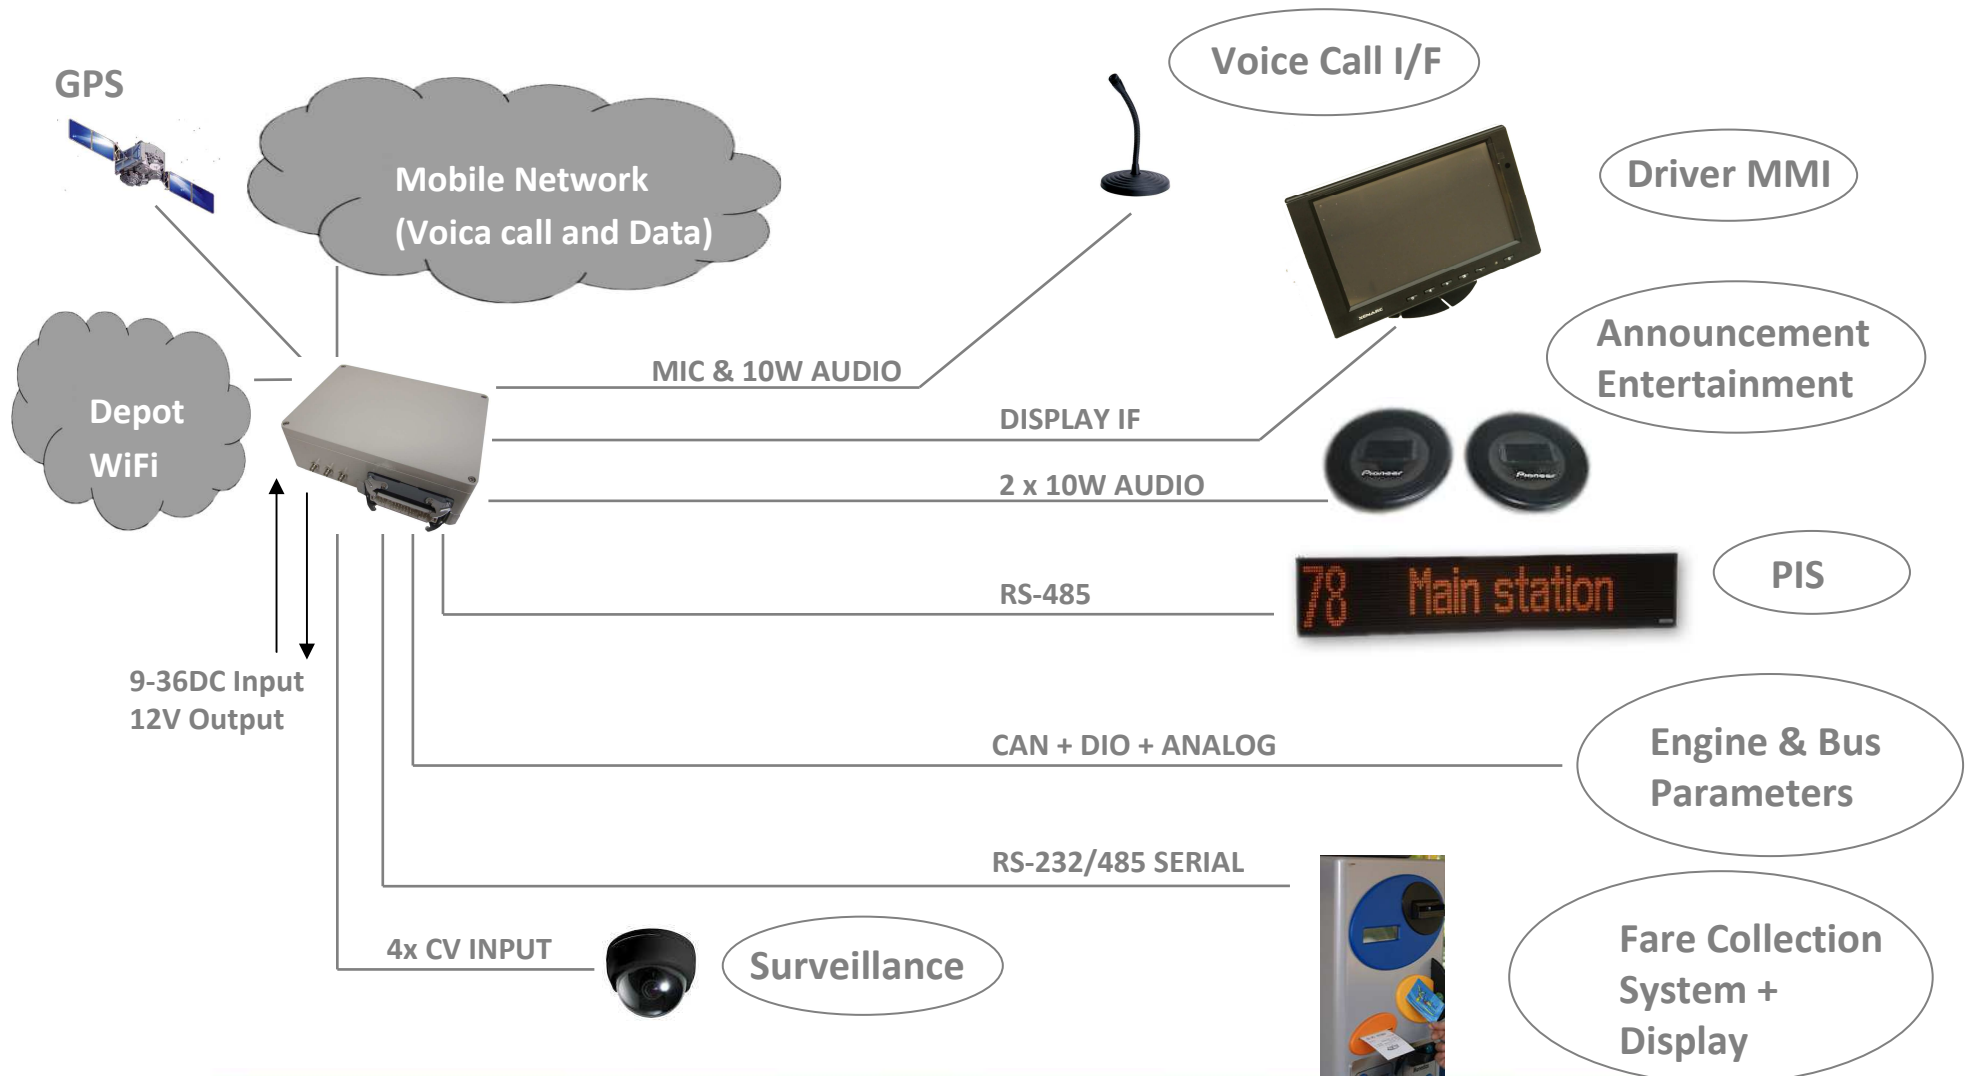 Voice Call I/F
GPS
Mobile Network
(Voica call and Data)
Driver MMI
Announcement
Entertainment
MIC & 10W AUDIO
Depot
WiFi
DISPLAY IF
2 x 10W AUDIO
Pioneer
Pioneer
RS-485
78 Main station
PIS
9-36DC Input
12V Output
CAN + DIO + ANALOG
Engine & Bus
Parameters
RS-232/485 SERIAL
4x CV INPUT
Surveillance
Fare Collection
System +
Display